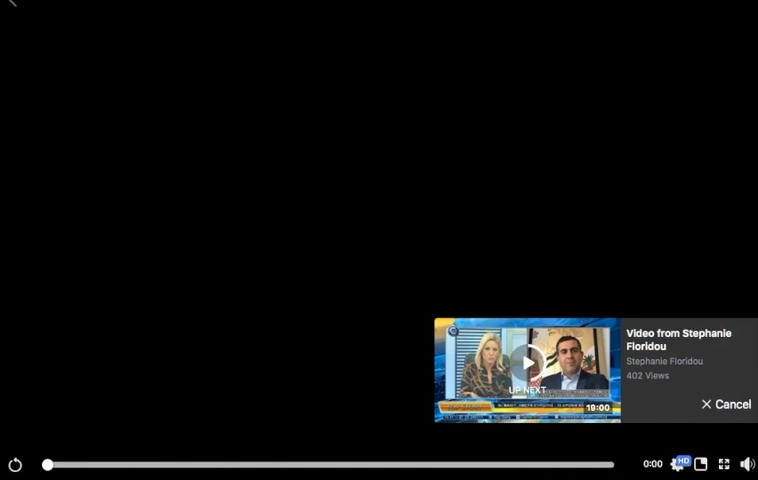 Video from Stephanie
Floridou
Stephanie Floridou
402 Views
UP NEXT
19:00
Cancel
0:00
HD